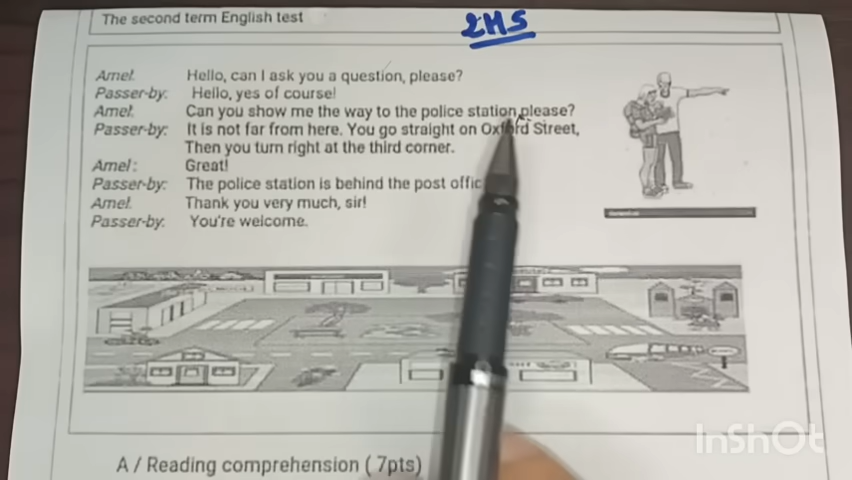 The second term English test
2MS
Amel: Hello, can I ask you a question, please?
Passer-by: Hello, yes of course!
Amel: Can you show me the way to the police station please?
Passer-by: It is not far from here. You go straight on Oxford Street,
Then you turn right at the third corner.
Amel: Great!
Passer-by: The police station is behind the post offic
Amel: Thank you very much, sir!
Passer-by: You're welcome.
A / Reading comprehension ( 7pts)
InShOt